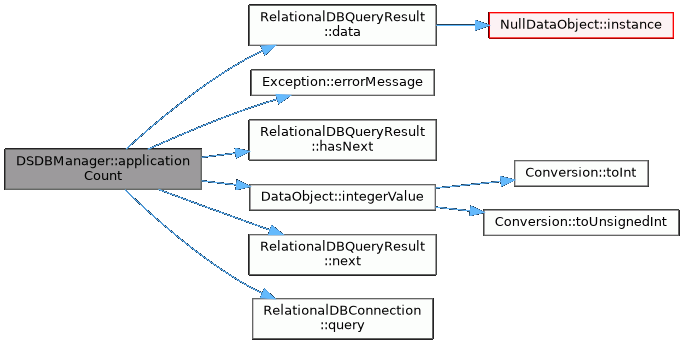 RelationalDBQueryResult
::data
NullDataObject::instance
Exception::errorMessage
RelationalDBQueryResult
::hasNext
DSDBManager::application
Count
DataObject::integerValue
Conversion::toInt
Conversion::toUnsignedInt
RelationalDBQueryResult
::next
RelationalDBConnection
::query